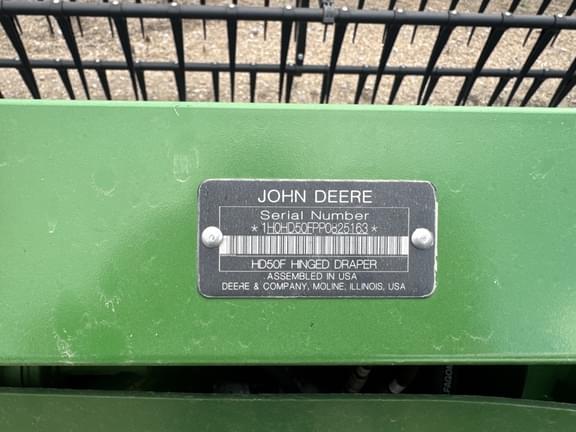 JOHN DEERE
Serial Number
*1H0HD50FPP0825163*
HD50F HINGED DRAPER
ASSEMBLED IN USA
DEERE & COMPANY, MOLINE, ILLINOIS, USA